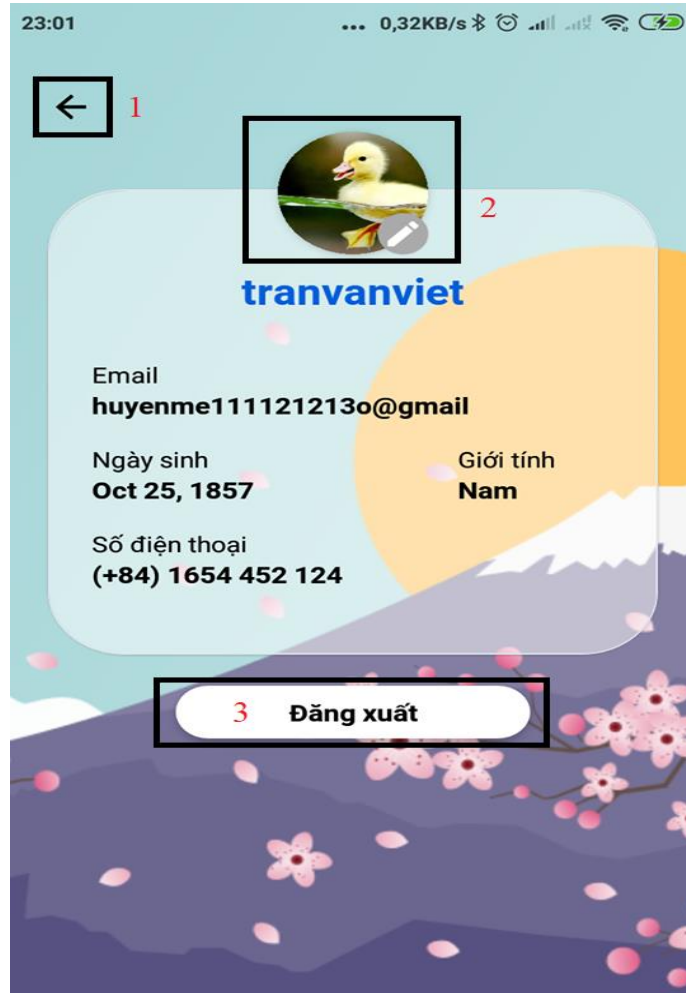 23:01 ... 0,32KB/s
1
2
tranvanviet
Email
huyenme111121213o@gmail
Ngày sinh Giới tính
Oct 25, 1857 Nam
Số điện thoại
(+84) 1654 452 124
3 Đăng xuất